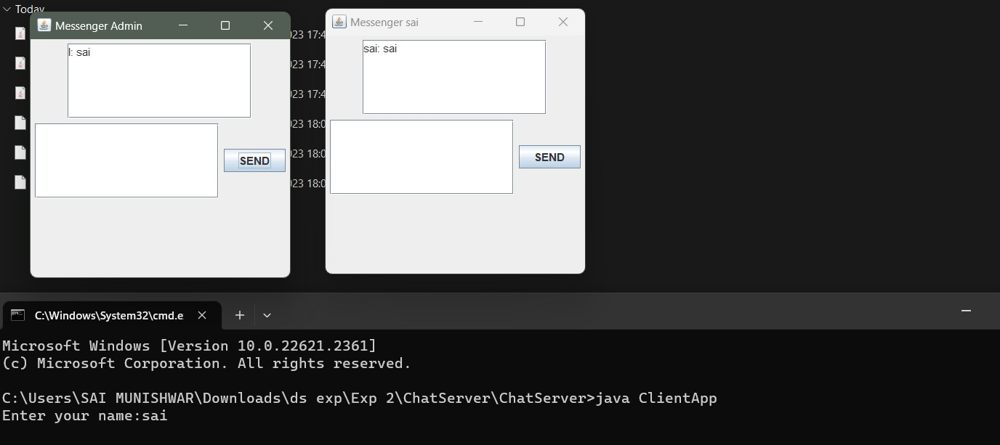 Today
Messenger Admin
Messenger sai
023 17:4
l: sai
sai: sai
023 17:4
023 17:4
023 18:0
023 18:0
SEND
SEND
023 18:0
C:\Windows\System32\cmd.e
Microsoft Windows [Version 10.0.22621.2361]
(c) Microsoft Corporation. All rights reserved.
C:\Users\SAI MUNISHWAR\Downloads\ds exp\Exp 2\ChatServer\ChatServer>java ClientApp
Enter your name:sai